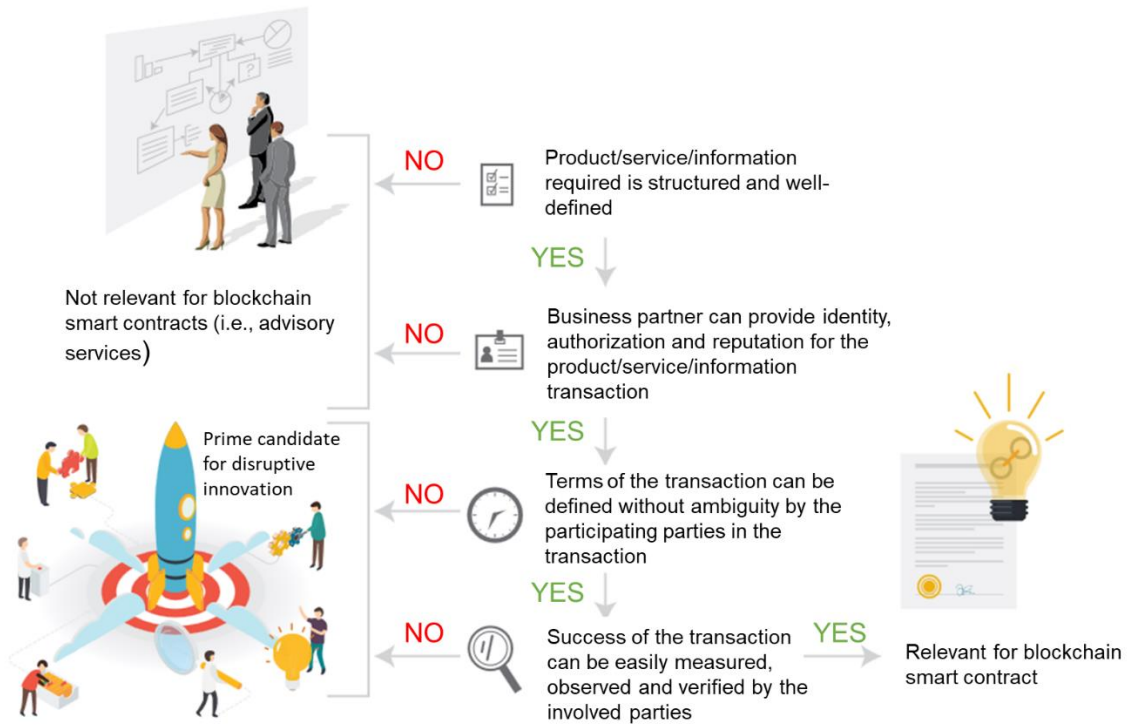 NO
Product/service/information
required is structured and well-
defined
YES
Not relevant for blockchain
smart contracts (i.e., advisory
services)
NO
Business partner can provide identity,
authorization and reputation for the
product/service/information
transaction
YES
Prime candidate
for disruptive
innovation
NO
Terms of the transaction can be
defined without ambiguity by the
participating parties in the
transaction
YES
NO
Success of the transaction
can be easily measured,
observed and verified by the
involved parties
YES
Relevant for blockchain
smart contract
?